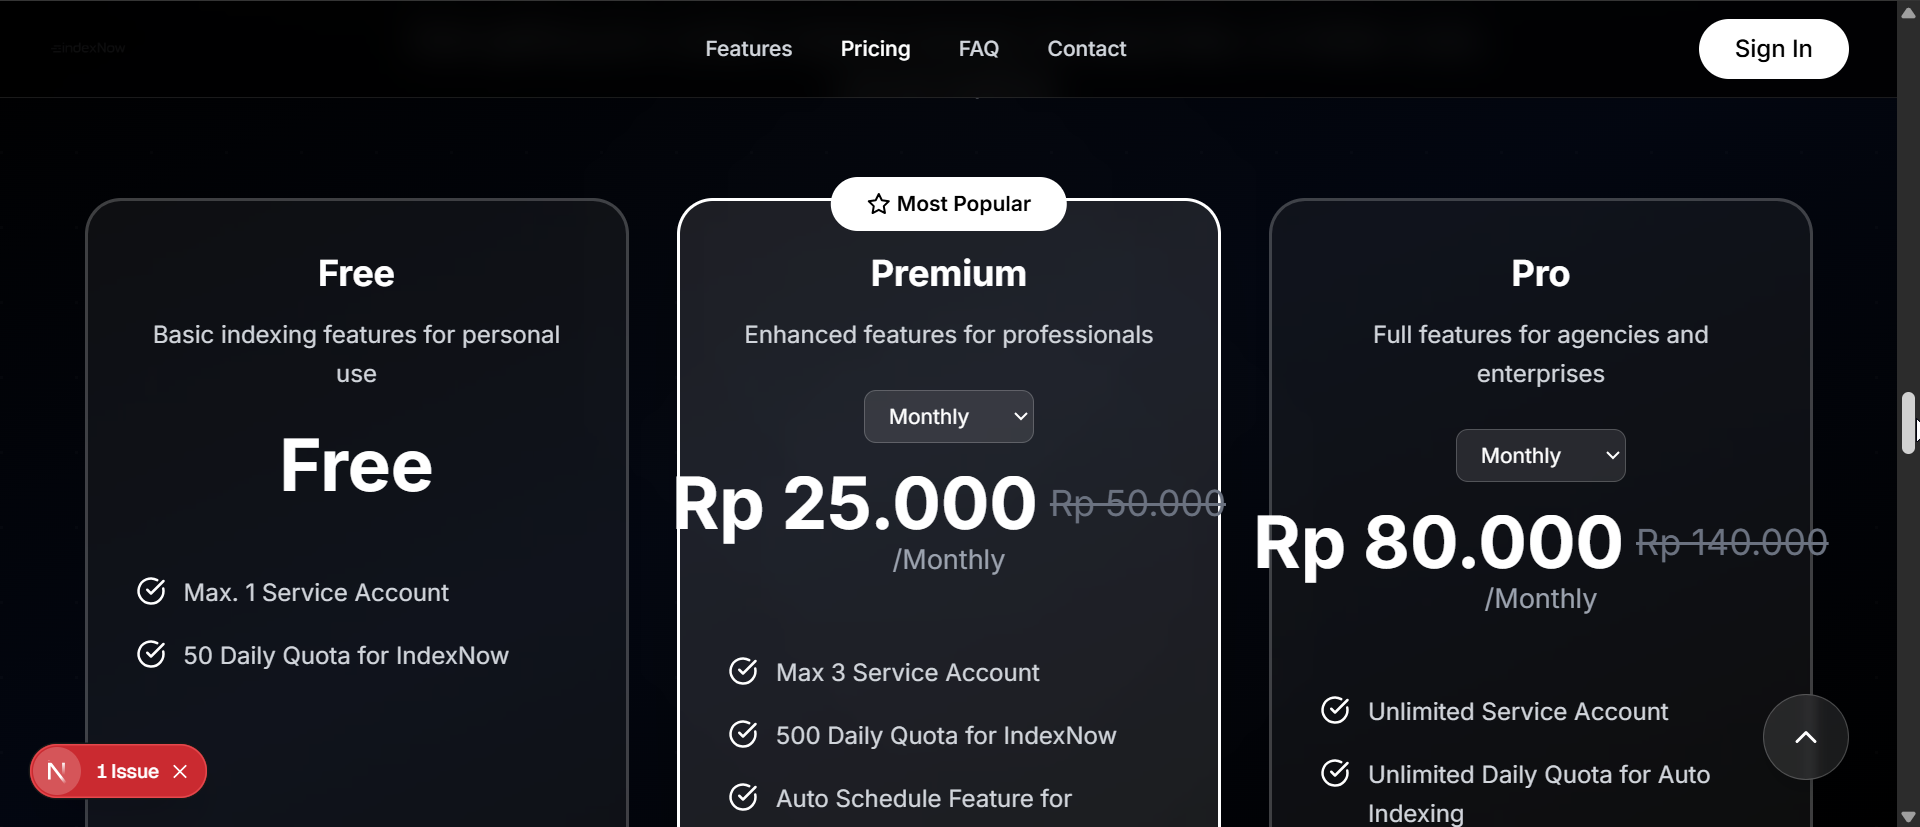 indexNow
Features
Pricing
FAQ
Contact
Sign In
Most Popular
Free
Basic indexing features for personal
use
Free
Max. 1 Service Account
50 Daily Quota for IndexNow
Premium
Enhanced features for professionals
Monthly
Rp 25.000 Rp 50.000
/Monthly
Max 3 Service Account
500 Daily Quota for IndexNow
Auto Schedule Feature for
Pro
Full features for agencies and
enterprises
Monthly
Rp 80.000 Rp 140.000
/Monthly
Unlimited Service Account
Unlimited Daily Quota for Auto
Indexing
N 1 Issue